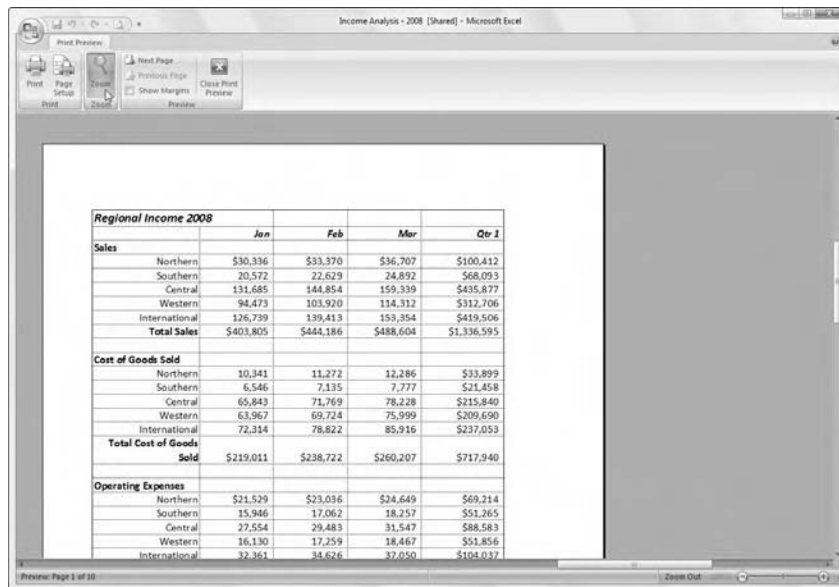 Income Analysis - 2008 [Shared] - Microsoft Excel
Print Preview
Print
Page Setup
Zoom
Next Page
Previous Page
Show Margins
Close Print Preview
Print
Zoom
Preview
Regional Income 2008
Jan Feb Mar Qtr 1
Sales
Northern $30,336 $33,370 $36,707 $100,412
Southern 20,572 22,629 24,892 $68,093
Central 131,685 144,854 159,339 $435,877
Western 94,473 103,920 114,312 $312,706
International 126,739 139,413 153,354 $419,506
Total Sales $403,805 $444,186 $488,604 $1,336,595
Cost of Goods Sold
Northern 10,341 11,272 12,286 $33,899
Southern 6,546 7,135 7,777 $21,458
Central 65,843 71,769 78,228 $215,840
Western 63,967 69,724 75,999 $209,690
International 72,314 78,822 85,916 $237,053
Total Cost of Goods
Sold $219,011 $238,722 $260,207 $717,940
Operating Expenses
Northern $21,529 $23,036 $24,649 $69,214
Southern 15,946 17,062 18,257 $51,265
Central 27,554 29,483 31,547 $88,583
Western 16,130 17,259 18,467 $51,856
International 32,361 34,626 37,050 $104,037
Preview: Page 1 of 10
Zoom Out